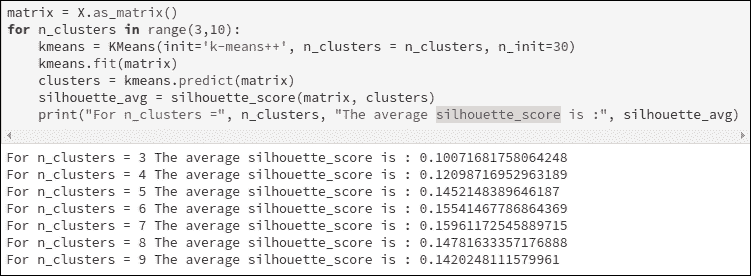 matrix = X.as_matrix()
for n_clusters in range(3,10):
    kmeans = KMeans(init='k-means++', n_clusters = n_clusters, n_init=30)
    kmeans.fit(matrix)
    clusters = kmeans.predict(matrix)
    silhouette_avg = silhouette_score(matrix, clusters)
    print("For n_clusters =", n_clusters, "The average silhouette_score is :", silhouette_avg)
For n_clusters = 3 The average silhouette_score is : 0.10071681758064248
For n_clusters = 4 The average silhouette_score is : 0.12098716952963189
For n_clusters = 5 The average silhouette_score is : 0.1452148389646187
For n_clusters = 6 The average silhouette_score is : 0.15541467786864369
For n_clusters = 7 The average silhouette_score is : 0.15961172545889715
For n_clusters = 8 The average silhouette_score is : 0.14781633357176888
For n_clusters = 9 The average silhouette_score is : 0.1420248111579961